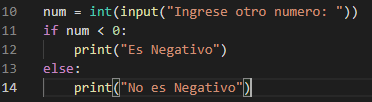 10 num = int(input("Ingrese otro numero: "))
11 if num < 0:
12     print("Es Negativo")
13 else:
14     print("No es Negativo")